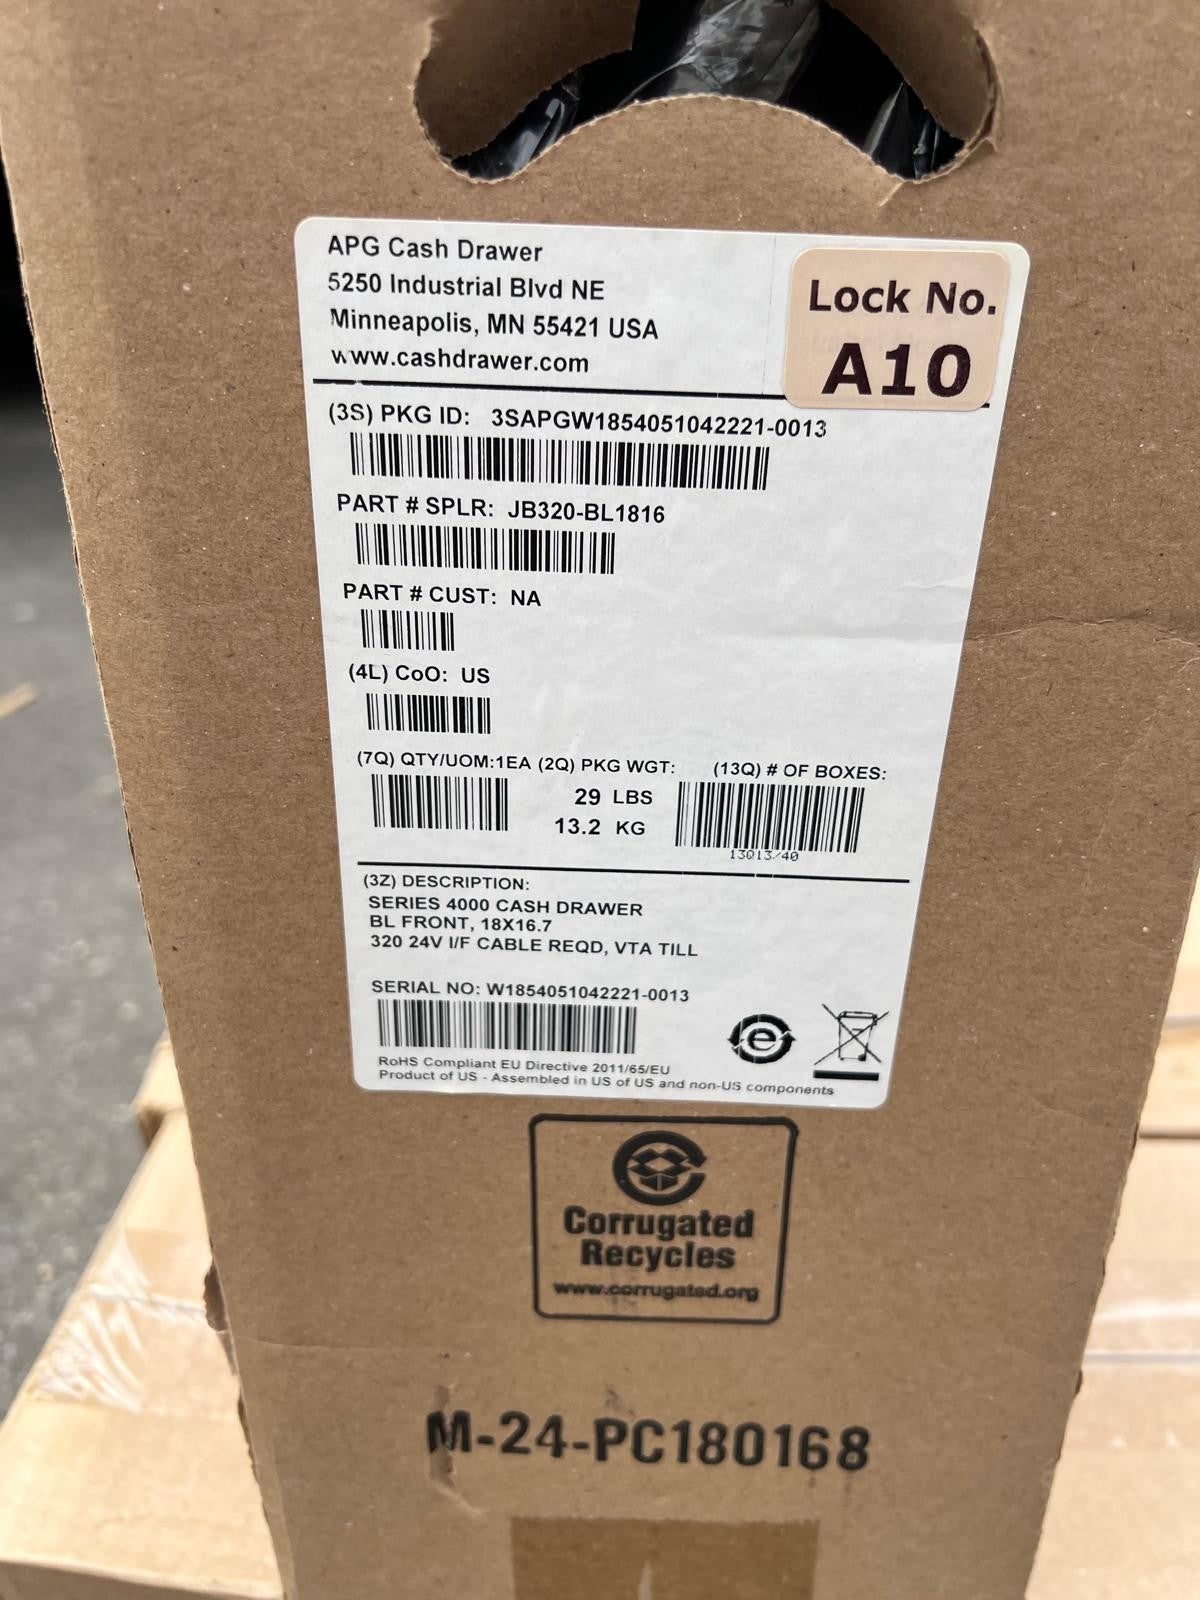 APG Cash Drawer
5250 Industrial Blvd NE
Minneapolis, MN 55421 USA
www.cashdrawer.com
Lock No.
A10
(3S) PKG ID: 3SAPGW1854051042221-0013
PART # SPLR: JB320-BL1816
PART # CUST: NA
(4L) CoO: US
(7Q) QTY/UOM:1EA (2Q) PKG WGT: (13Q) # OF BOXES:
29 LBS
13.2 KG
13Q13/40
(3Z) DESCRIPTION:
SERIES 4000 CASH DRAWER
BL FRONT, 18X16.7
320 24V I/F CABLE REQD, VTA TILL
SERIAL NO: W1854051042221-0013
e
RoHS Compliant EU Directive 2011/65/EU
Product of US - Assembled in US of US and non-US components
Corrugated
Recycles
www.corrugated.org
M-24-PC180168